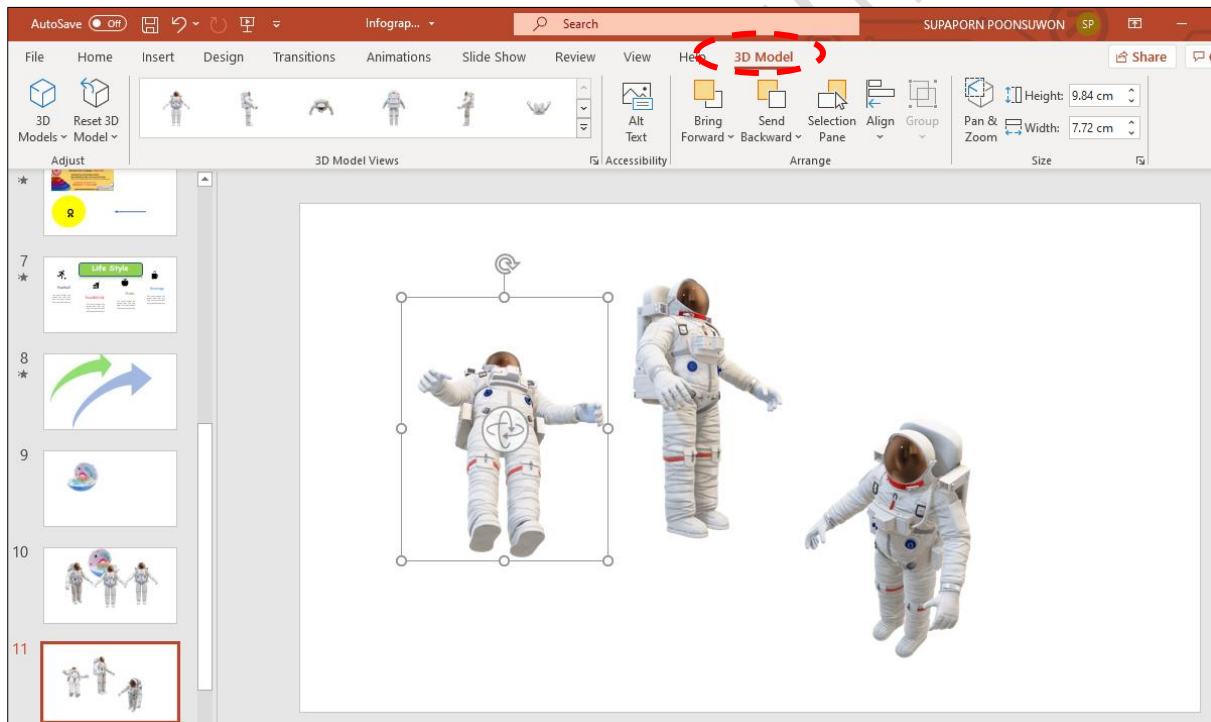 AutoSave Off Infograp... Search SUPAPORN POONSUWON SP
File Home Insert Design Transitions Animations Slide Show Review View Help 3D Model Share
3D Models
Reset 3D Model
Alt Text
Bring Forward
Send Backward
Selection Pane
Align
Group
Pan & Zoom
Height: 9.84 cm
Width: 7.72 cm
Adjust 3D Model Views Accessibility Arrange Size
7
Life Style
8
9
10
11